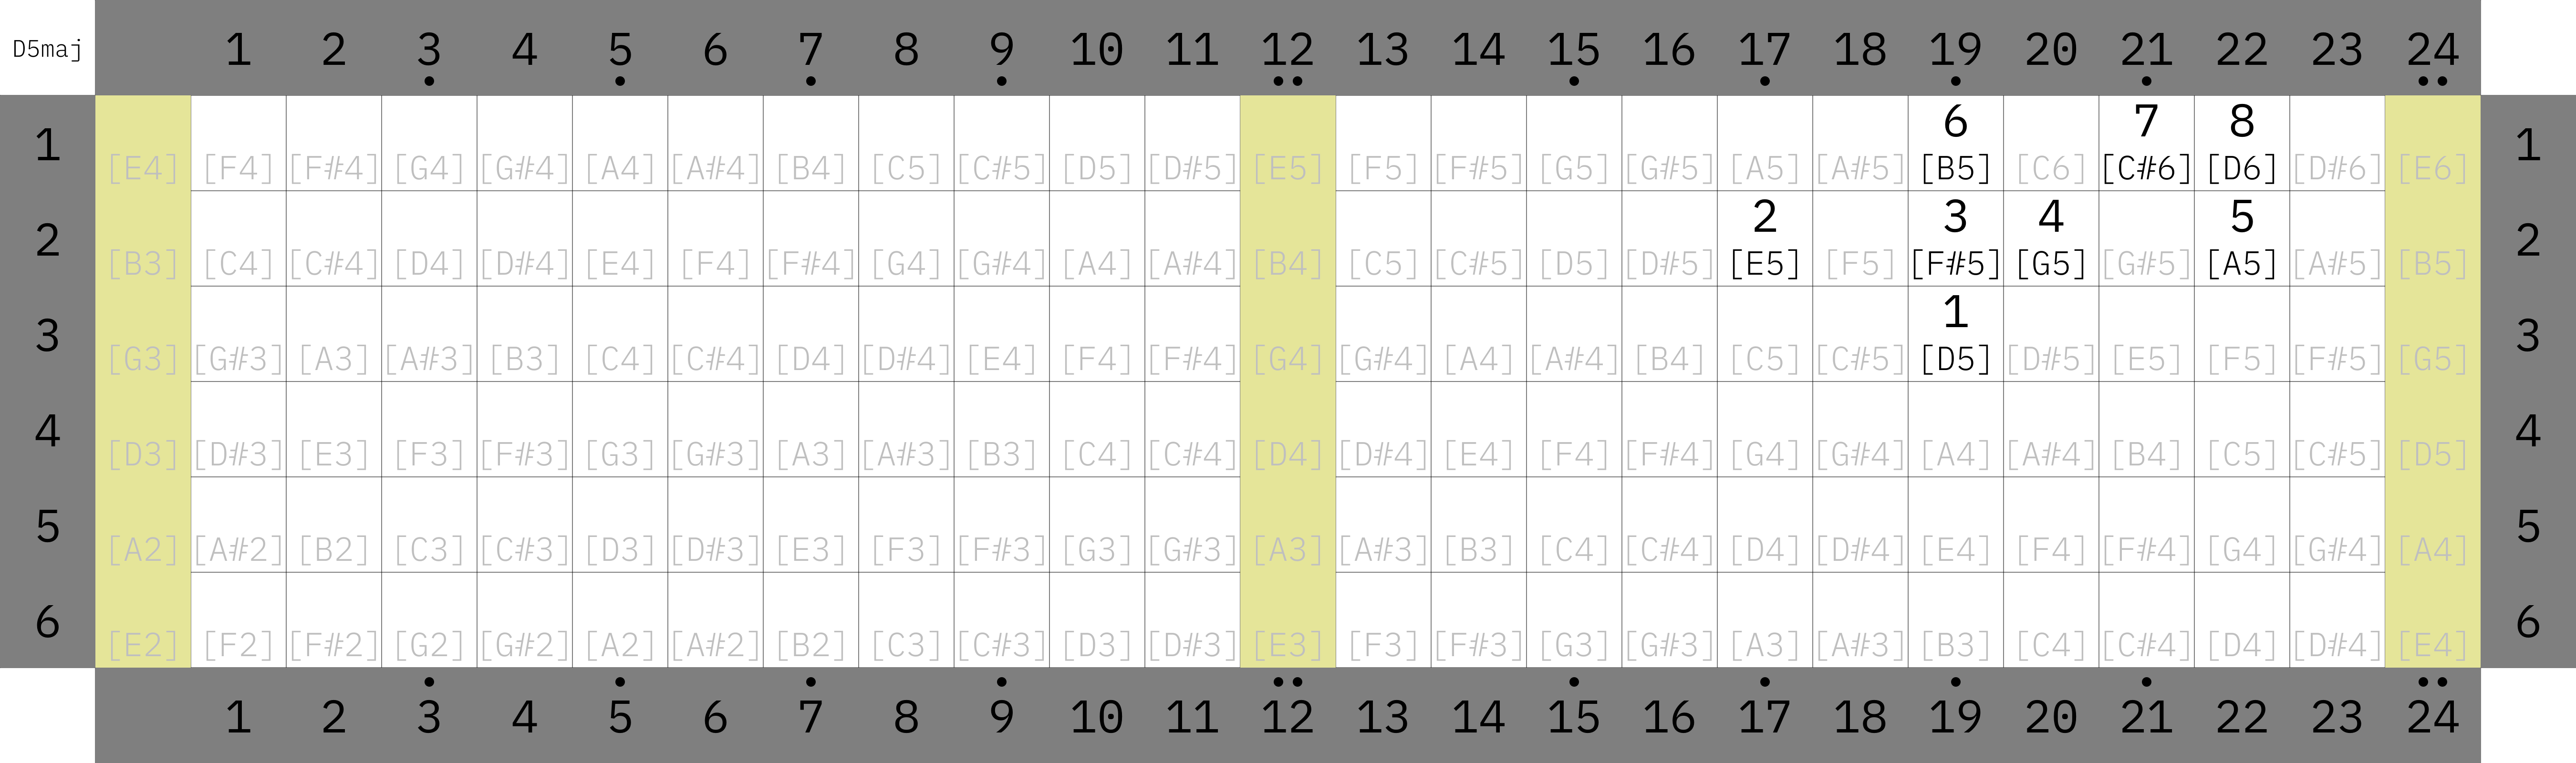 D5maj 1 2 3 4 5 6 7 8 9 10 11 12 13 14 15 16 17 18 19 20 21 22 23 24
6 7 8
1 [E4] [F4] [F#4] [G4] [G#4] [A4] [A#4] [B4] [C5] [C#5] [D5] [D#5] [E5] [F5] [F#5] [G5] [G#5] [A5] [A#5] [B5] [C6] [C#6] [D6] [D#6] [E6] 1
2 3 4 5
2 [B3] [C4] [C#4] [D4] [D#4] [E4] [F4] [F#4] [G4] [G#4] [A4] [A#4] [B4] [C5] [C#5] [D5] [D#5] [E5] [F5] [F#5] [G5] [G#5] [A5] [A#5] [B5] 2
1
3 [G3] [G#3] [A3] [A#3] [B3] [C4] [C#4] [D4] [D#4] [E4] [F4] [F#4] [G4] [G#4] [A4] [A#4] [B4] [C5] [C#5] [D5] [D#5] [E5] [F5] [F#5] [G5] 3
4 [D3] [D#3] [E3] [F3] [F#3] [G3] [G#3] [A3] [A#3] [B3] [C4] [C#4] [D4] [D#4] [E4] [F4] [F#4] [G4] [G#4] [A4] [A#4] [B4] [C5] [C#5] [D5] 4
5 [A2] [A#2] [B2] [C3] [C#3] [D3] [D#3] [E3] [F3] [F#3] [G3] [G#3] [A3] [A#3] [B3] [C4] [C#4] [D4] [D#4] [E4] [F4] [F#4] [G4] [G#4] [A4] 5
6 [E2] [F2] [F#2] [G2] [G#2] [A2] [A#2] [B2] [C3] [C#3] [D3] [D#3] [E3] [F3] [F#3] [G3] [G#3] [A3] [A#3] [B3] [C4] [C#4] [D4] [D#4] [E4] 6
1 2 3 4 5 6 7 8 9 10 11 12 13 14 15 16 17 18 19 20 21 22 23 24